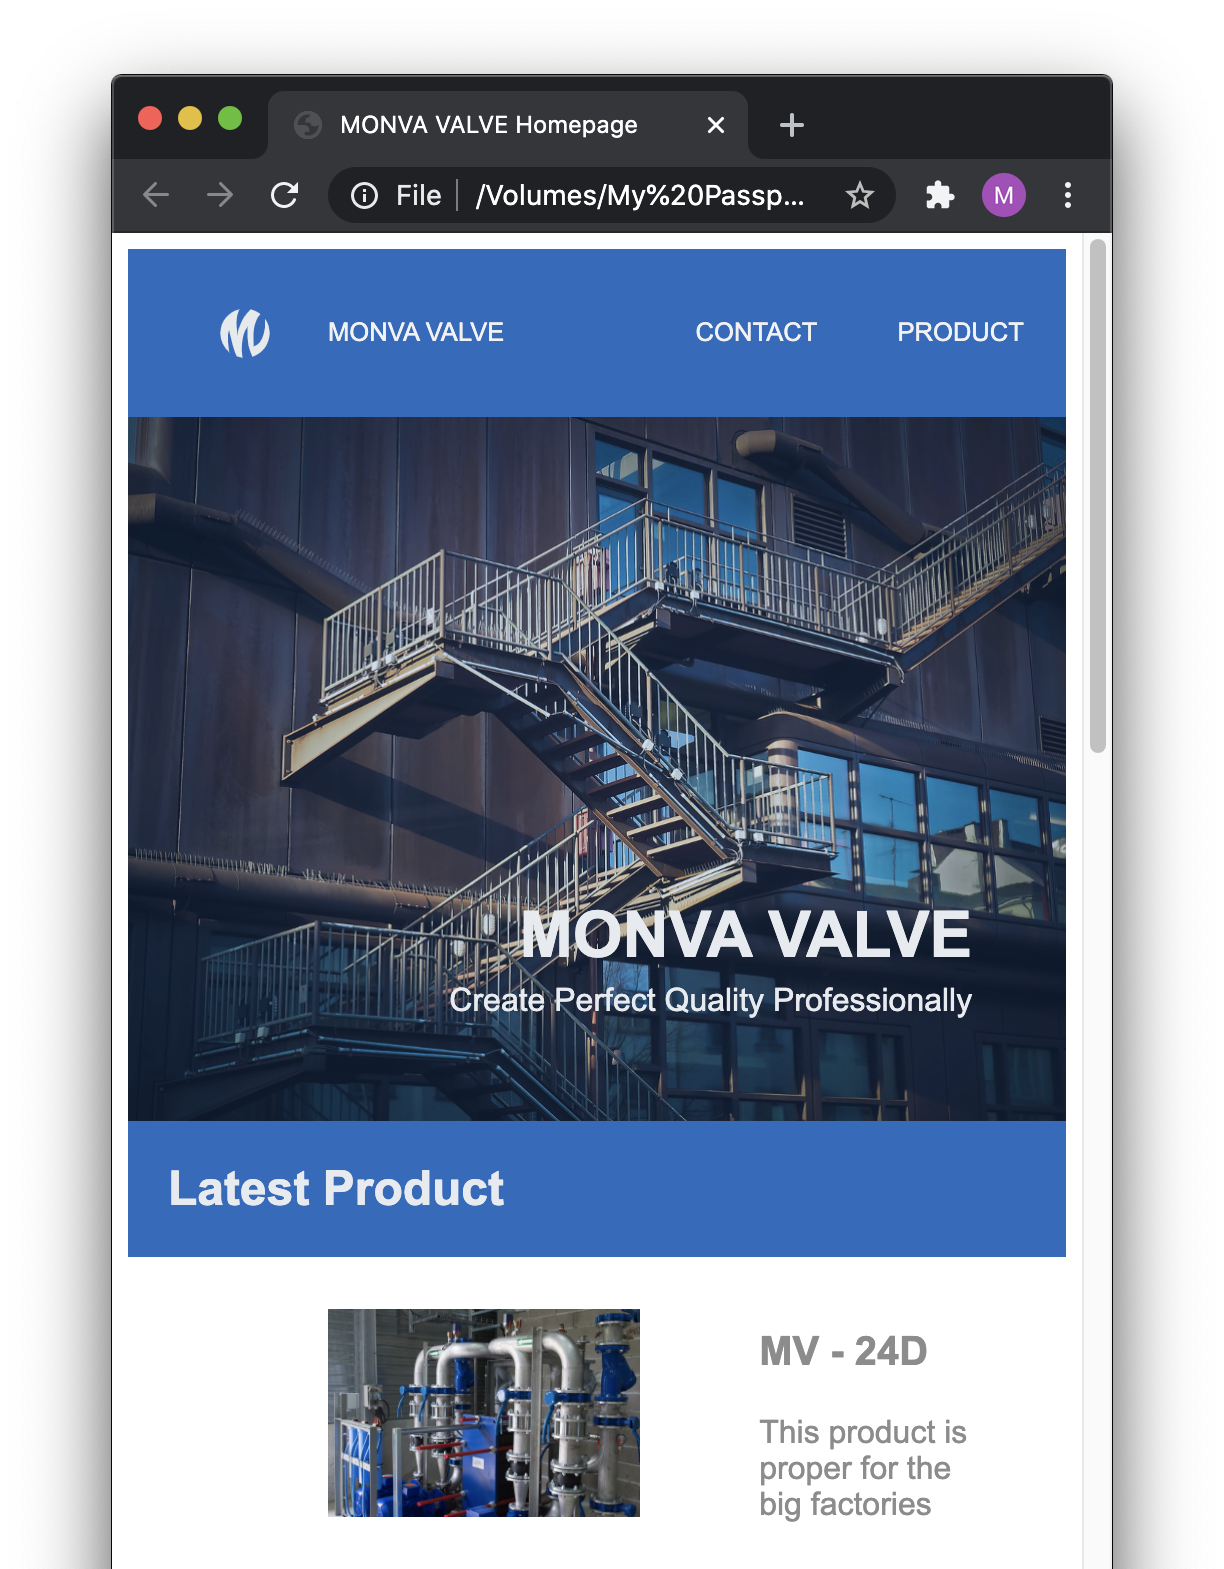 MONVA VALVE Homepage
File /Volumes/My%20Passp...
M
MONVA VALVE CONTACT PRODUCT
MONVA VALVE
Create Perfect Quality Professionally
Latest Product
MV - 24D
This product is
proper for the
big factories